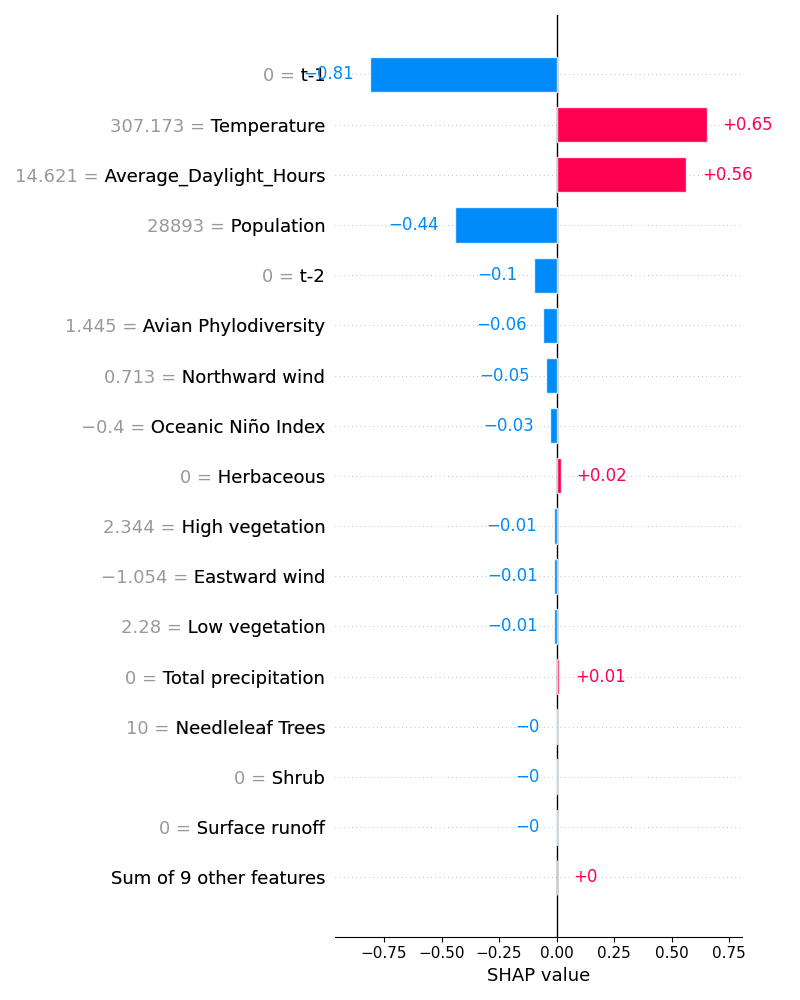 0 = t-1 −0.81
307.173 = Temperature +0.65
14.621 = Average_Daylight_Hours +0.56
28893 = Population −0.44
0 = t-2 −0.1
1.445 = Avian Phylodiversity −0.06
0.713 = Northward wind −0.05
−0.4 = Oceanic Niño Index −0.03
0 = Herbaceous +0.02
2.344 = High vegetation −0.01
−1.054 = Eastward wind −0.01
2.28 = Low vegetation −0.01
0 = Total precipitation +0.01
10 = Needleleaf Trees −0
0 = Shrub −0
0 = Surface runoff −0
Sum of 9 other features +0
−0.75 −0.50 −0.25 0.00 0.25 0.50 0.75
SHAP value